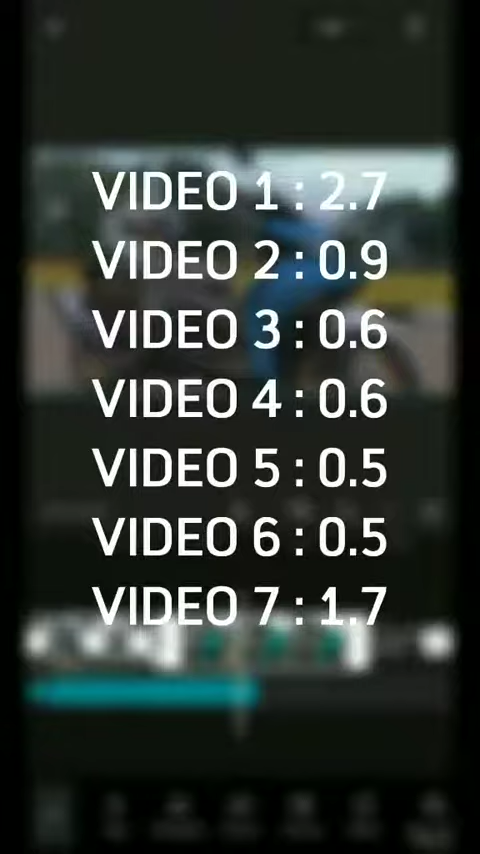 VIDEO 1 : 2.7
VIDEO 2 : 0.9
VIDEO 3 : 0.6
VIDEO 4 : 0.6
VIDEO 5 : 0.5
VIDEO 6 : 0.5
VIDEO 7 : 1.7